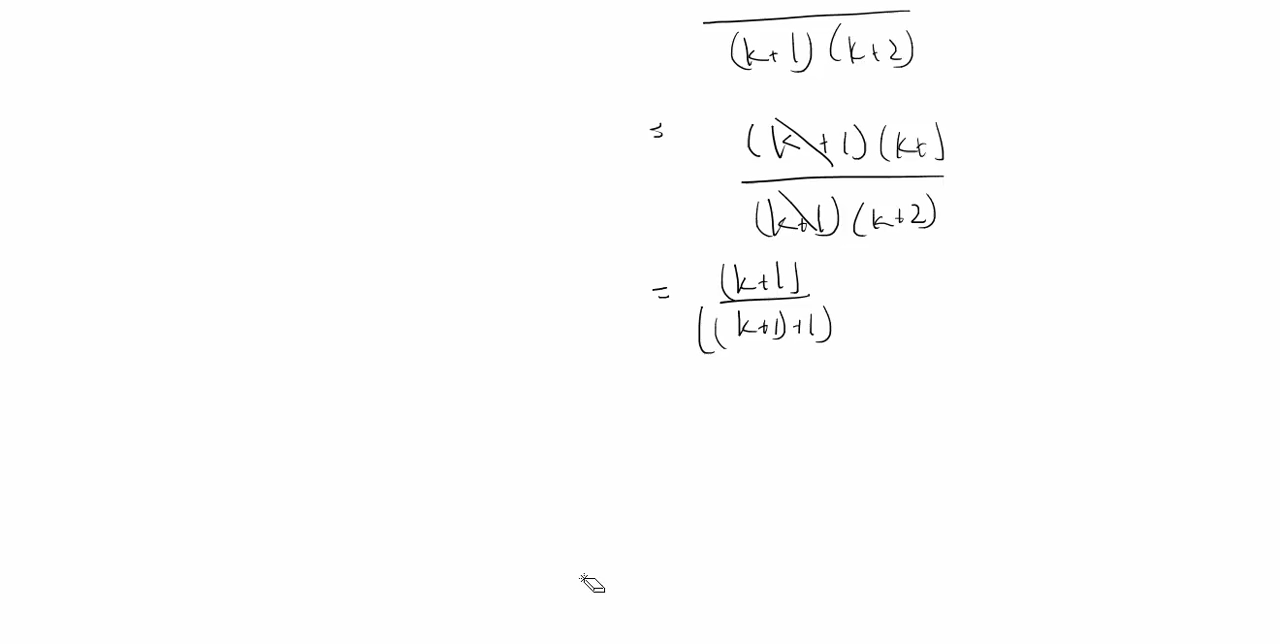 (k+1) (k+2)
= (k+1) (k+1
(k+1) (k+2)
= (k+1)
((k+1)+1)